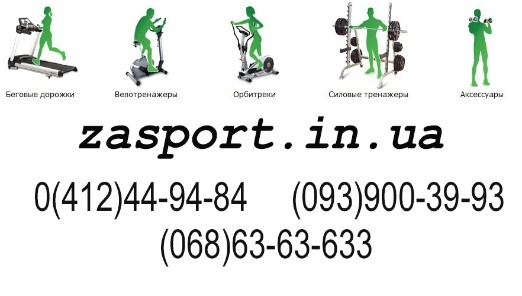 Беговые дорожки Велотренажеры Орбитреки Силовые тренажеры Аксессуары
zasport.in.ua
0(412)44-94-84 (093)900-39-93
(068)63-63-633